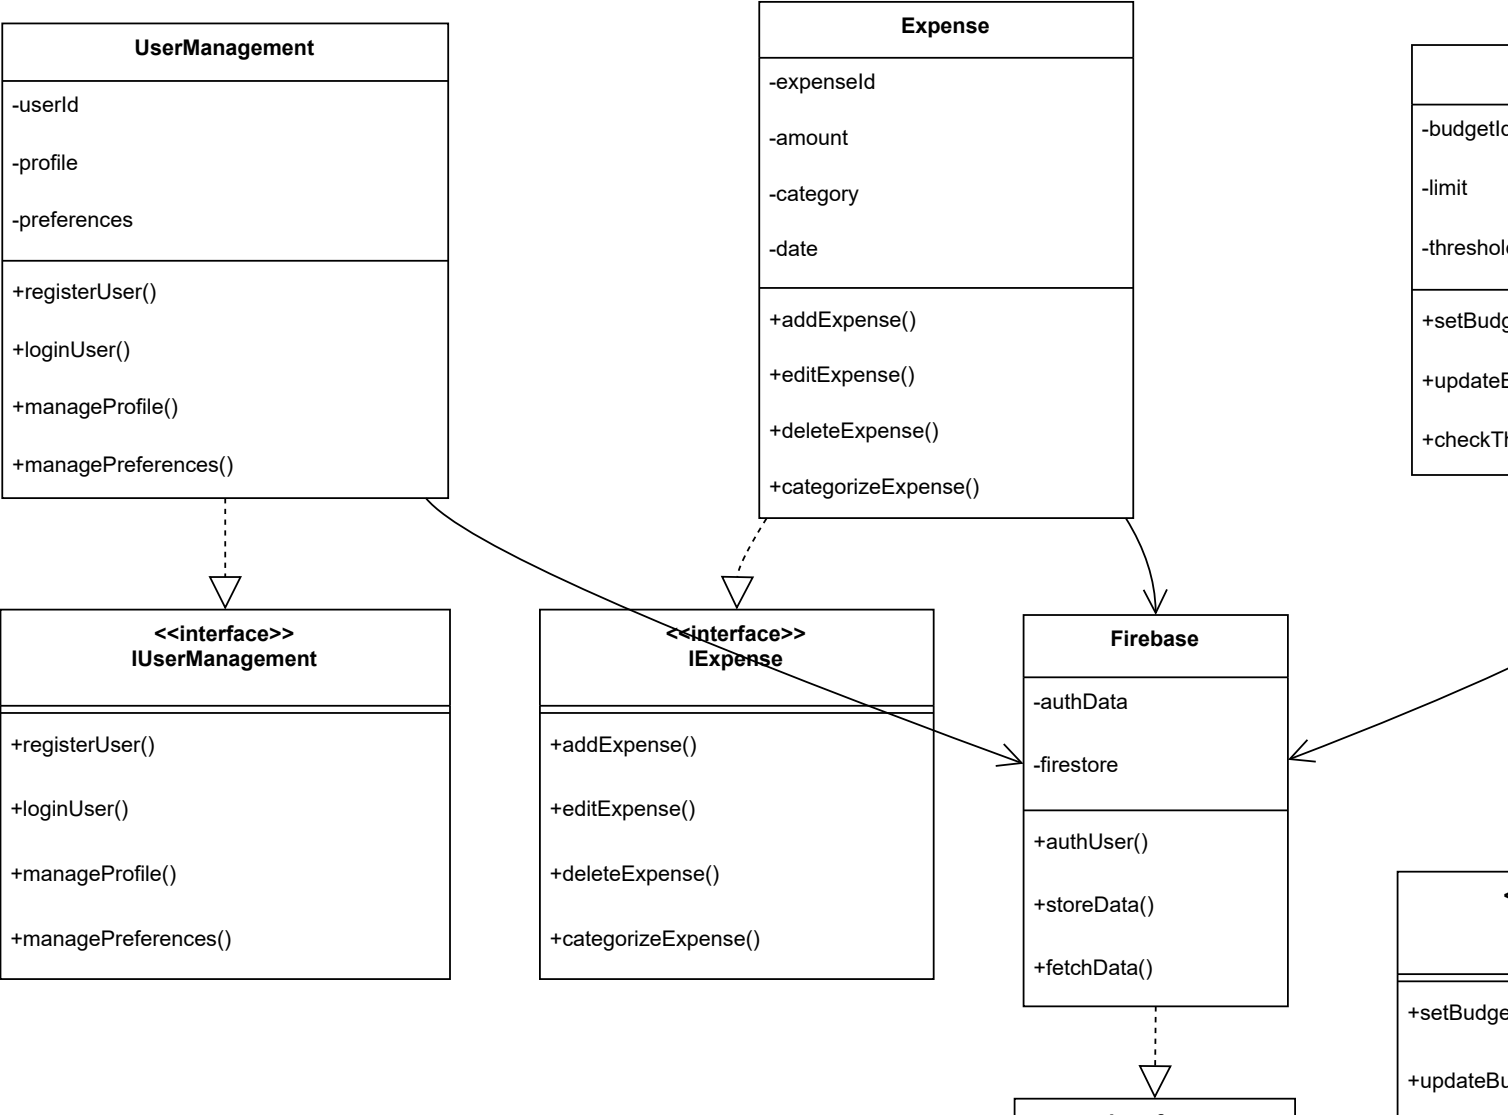 UserManagement
-userId
-profile
-preferences
+registerUser()
+loginUser()
+manageProfile()
+managePreferences()
Expense
-expenseId
-amount
-category
-date
+addExpense()
+editExpense()
+deleteExpense()
+categorizeExpense()
-limit
<<interface>>
IUserManagement
+registerUser()
+loginUser()
+manageProfile()
+managePreferences()
<<interface>>
IExpense
+addExpense()
+editExpense()
+deleteExpense()
+categorizeExpense()
Firebase
-authData
-firestore
+authUser()
+storeData()
+fetchData()